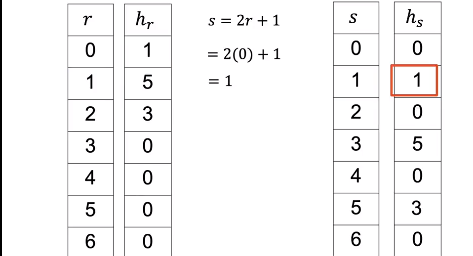 r h_r s = 2r + 1 s h_s
0 1 = 2(0) + 1 0 0
1 5 = 1 1 1
2 3 2 0
3 0 3 5
4 0 4 0
5 0 5 3
6 0 6 0